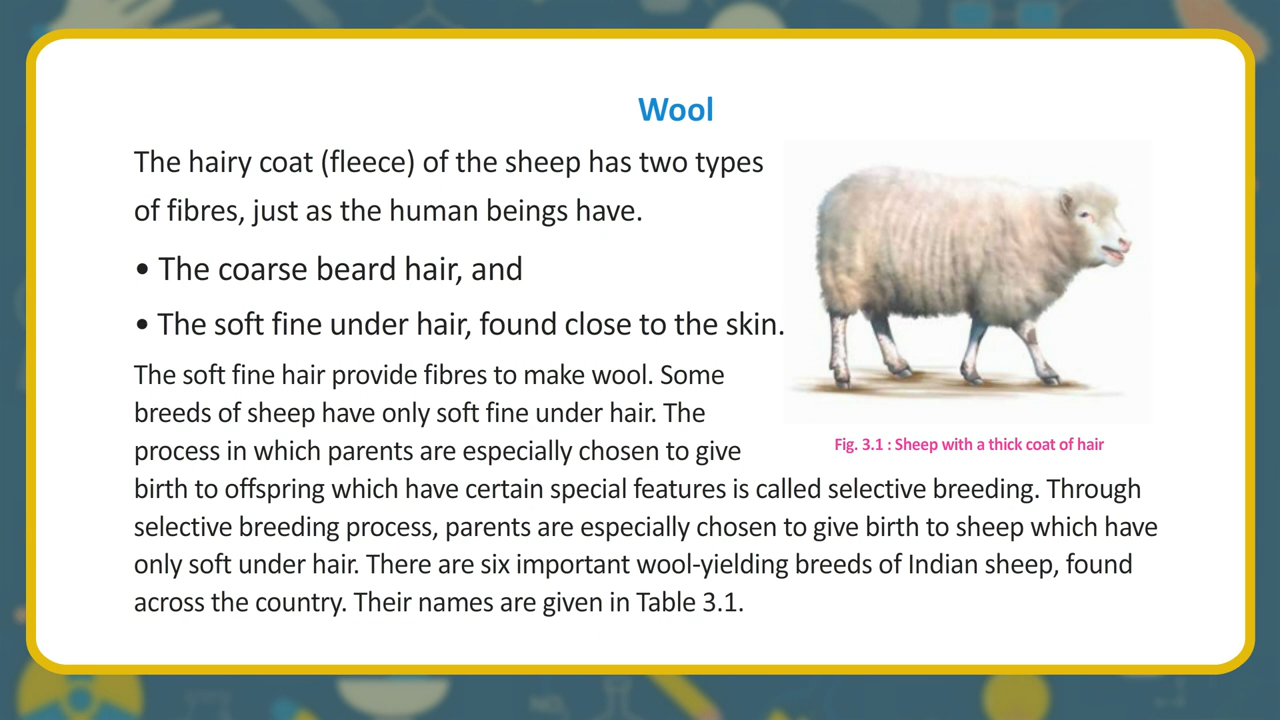 Wool
The hairy coat (fleece) of the sheep has two types
of fibres, just as the human beings have.
• The coarse beard hair, and
• The soft fine under hair, found close to the skin.
The soft fine hair provide fibres to make wool. Some
breeds of sheep have only soft fine under hair. The
process in which parents are especially chosen to give
Fig. 3.1 : Sheep with a thick coat of hair
birth to offspring which have certain special features is called selective breeding. Through
selective breeding process, parents are especially chosen to give birth to sheep which have
only soft under hair. There are six important wool-yielding breeds of Indian sheep, found
across the country. Their names are given in Table 3.1.